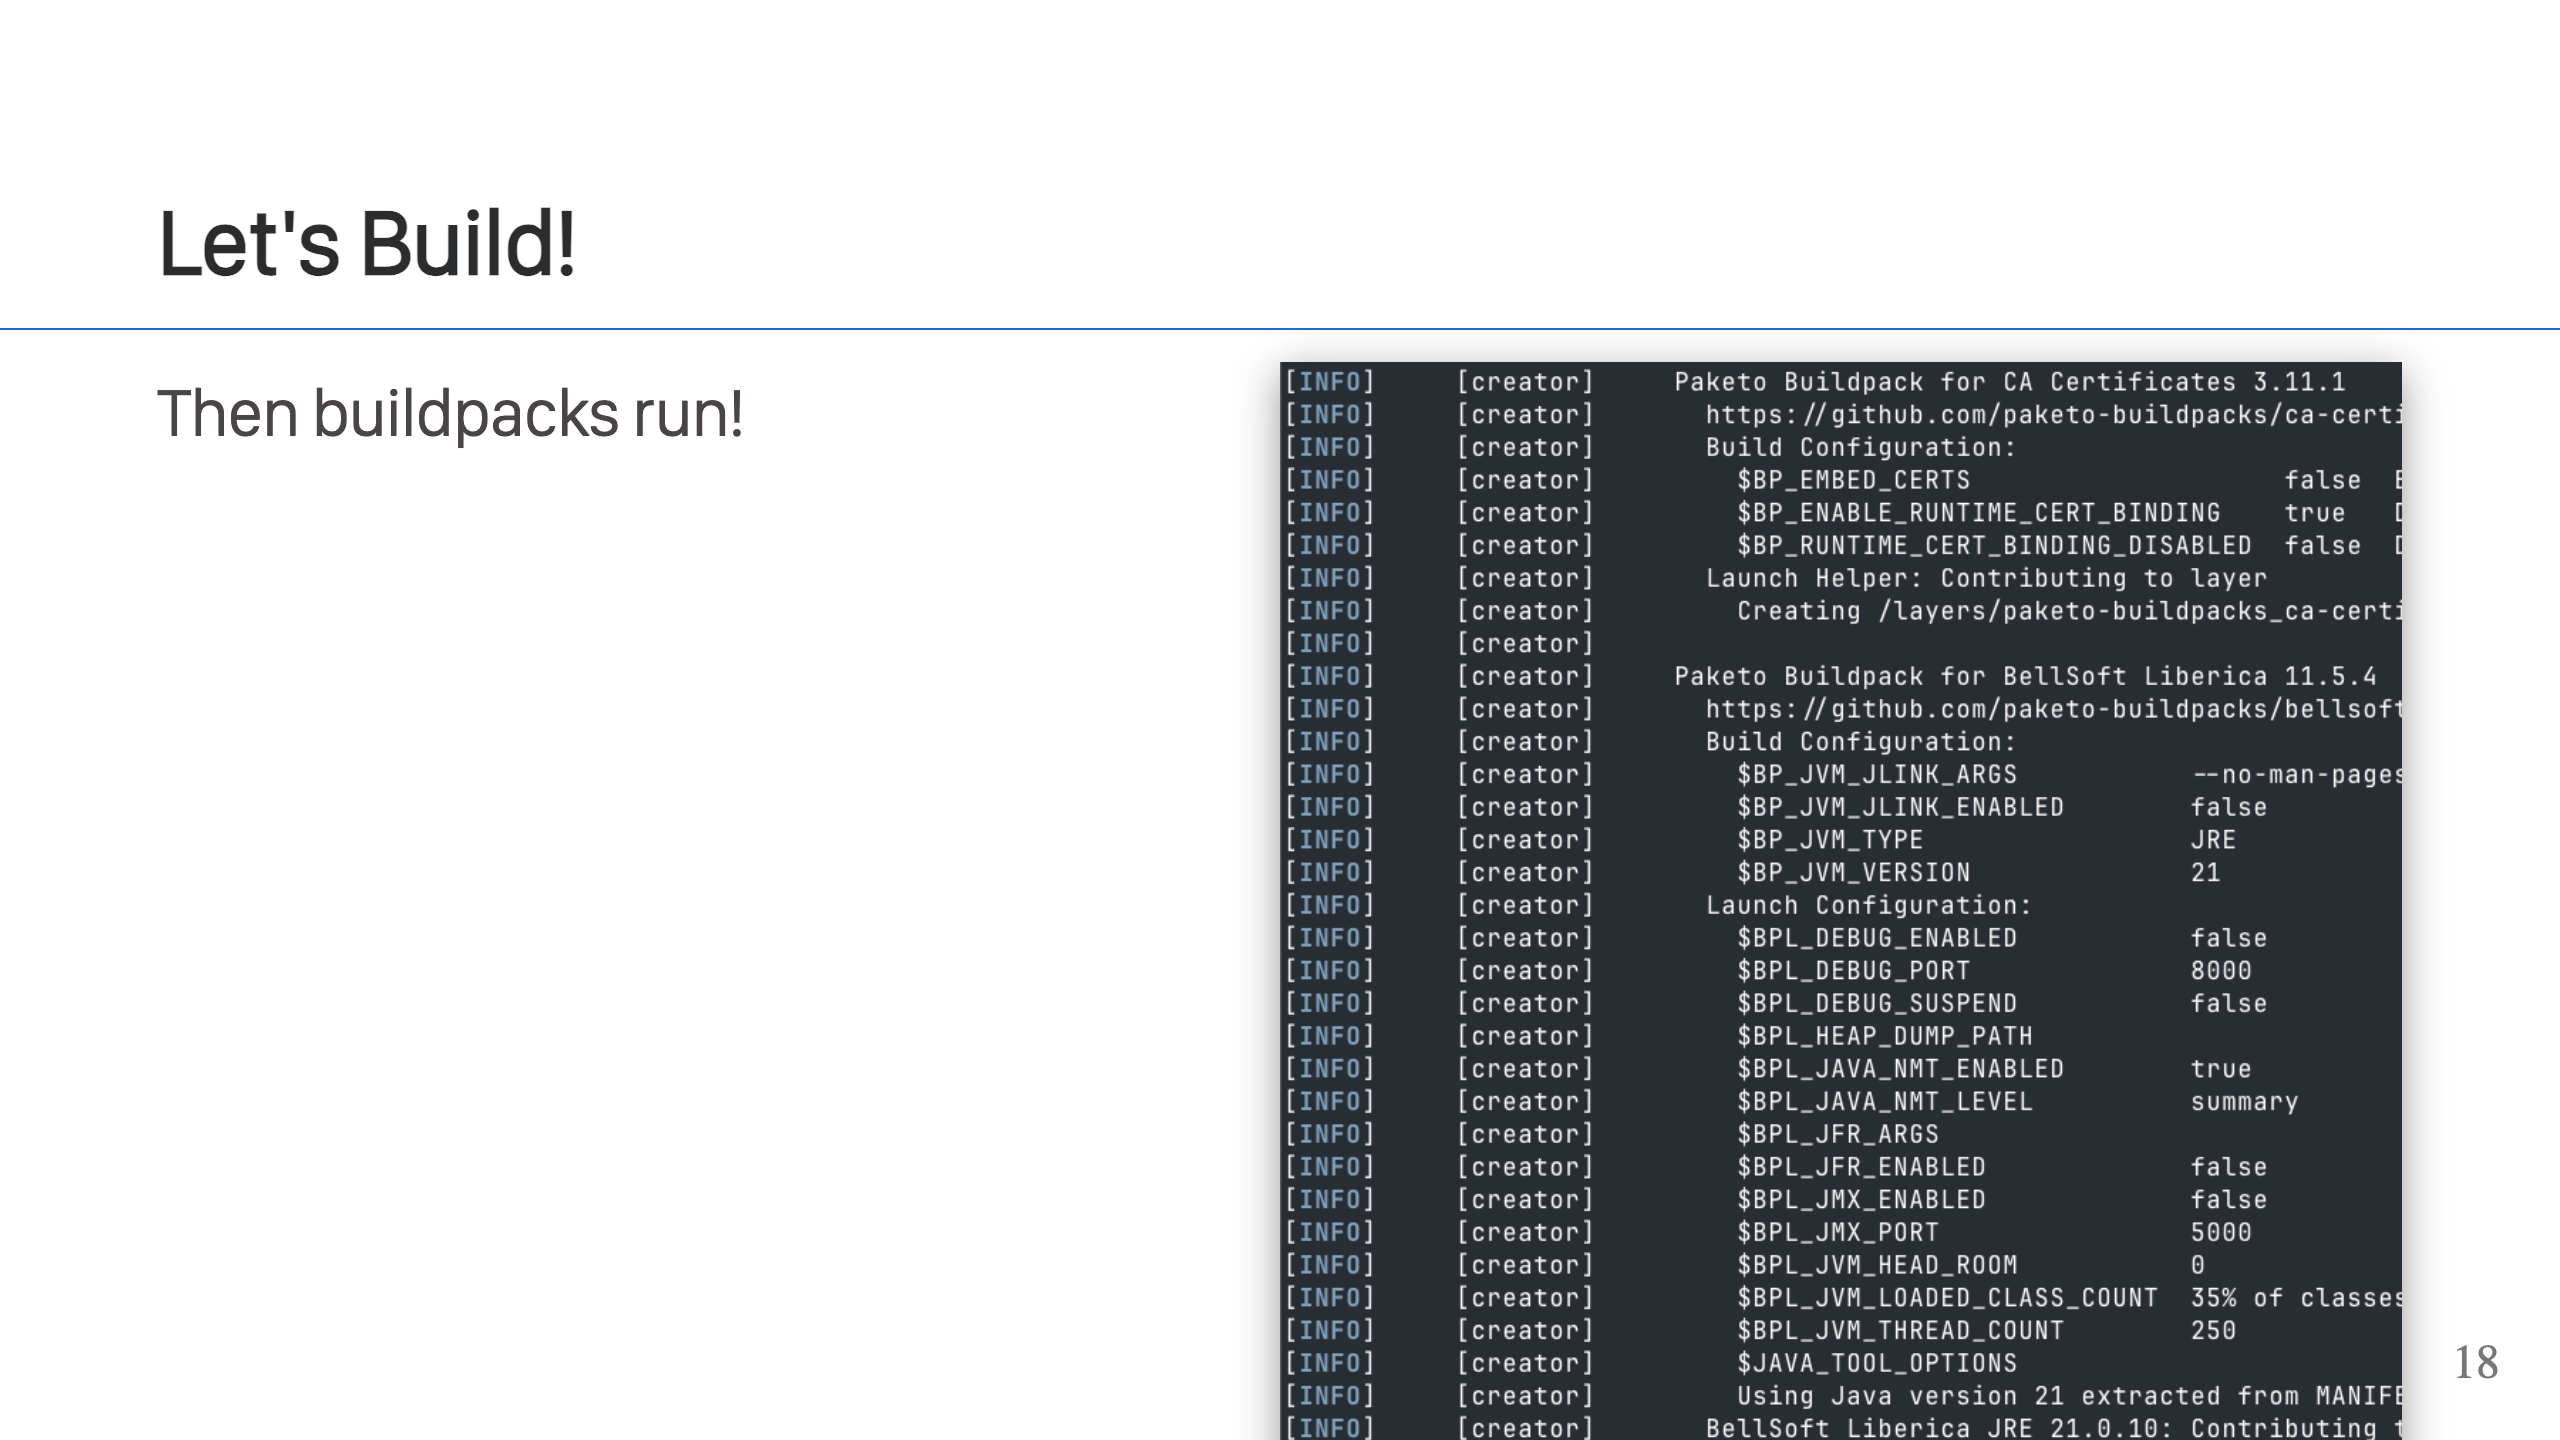 Let's Build!
Then buildpacks run!
[INFO] [creator] Paketo Buildpack for CA Certificates 3.11.1
[INFO] [creator] https://github.com/paketo-buildpacks/ca-certi
[INFO] [creator] Build Configuration:
[INFO] [creator] $BP_EMBED_CERTS false
[INFO] [creator] $BP_ENABLE_RUNTIME_CERT_BINDING true
[INFO] [creator] $BP_RUNTIME_CERT_BINDING_DISABLED false
[INFO] [creator] Launch Helper: Contributing to layer
[INFO] [creator] Creating /layers/paketo-buildpacks_ca-certi
[INFO] [creator]
[INFO] [creator] Paketo Buildpack for BellSoft Liberica 11.5.4
[INFO] [creator] https://github.com/paketo-buildpacks/bellsoft
[INFO] [creator] Build Configuration:
[INFO] [creator] $BP_JVM_JLINK_ARGS --no-man-pages
[INFO] [creator] $BP_JVM_JLINK_ENABLED false
[INFO] [creator] $BP_JVM_TYPE JRE
[INFO] [creator] $BP_JVM_VERSION 21
[INFO] [creator] Launch Configuration:
[INFO] [creator] $BPL_DEBUG_ENABLED false
[INFO] [creator] $BPL_DEBUG_PORT 8000
[INFO] [creator] $BPL_DEBUG_SUSPEND false
[INFO] [creator] $BPL_HEAP_DUMP_PATH
[INFO] [creator] $BPL_JAVA_NMT_ENABLED true
[INFO] [creator] $BPL_JAVA_NMT_LEVEL summary
[INFO] [creator] $BPL_JFR_ARGS
[INFO] [creator] $BPL_JFR_ENABLED false
[INFO] [creator] $BPL_JMX_ENABLED false
[INFO] [creator] $BPL_JMX_PORT 5000
[INFO] [creator] $BPL_JVM_HEAD_ROOM 0
[INFO] [creator] $BPL_JVM_LOADED_CLASS_COUNT 35% of classes
[INFO] [creator] $BPL_JVM_THREAD_COUNT 250
[INFO] [creator] $JAVA_TOOL_OPTIONS
[INFO] [creator] Using Java version 21 extracted from MANIFE
[INFO] [creator] BellSoft Liberica JRE 21.0.10: Contributing t
18